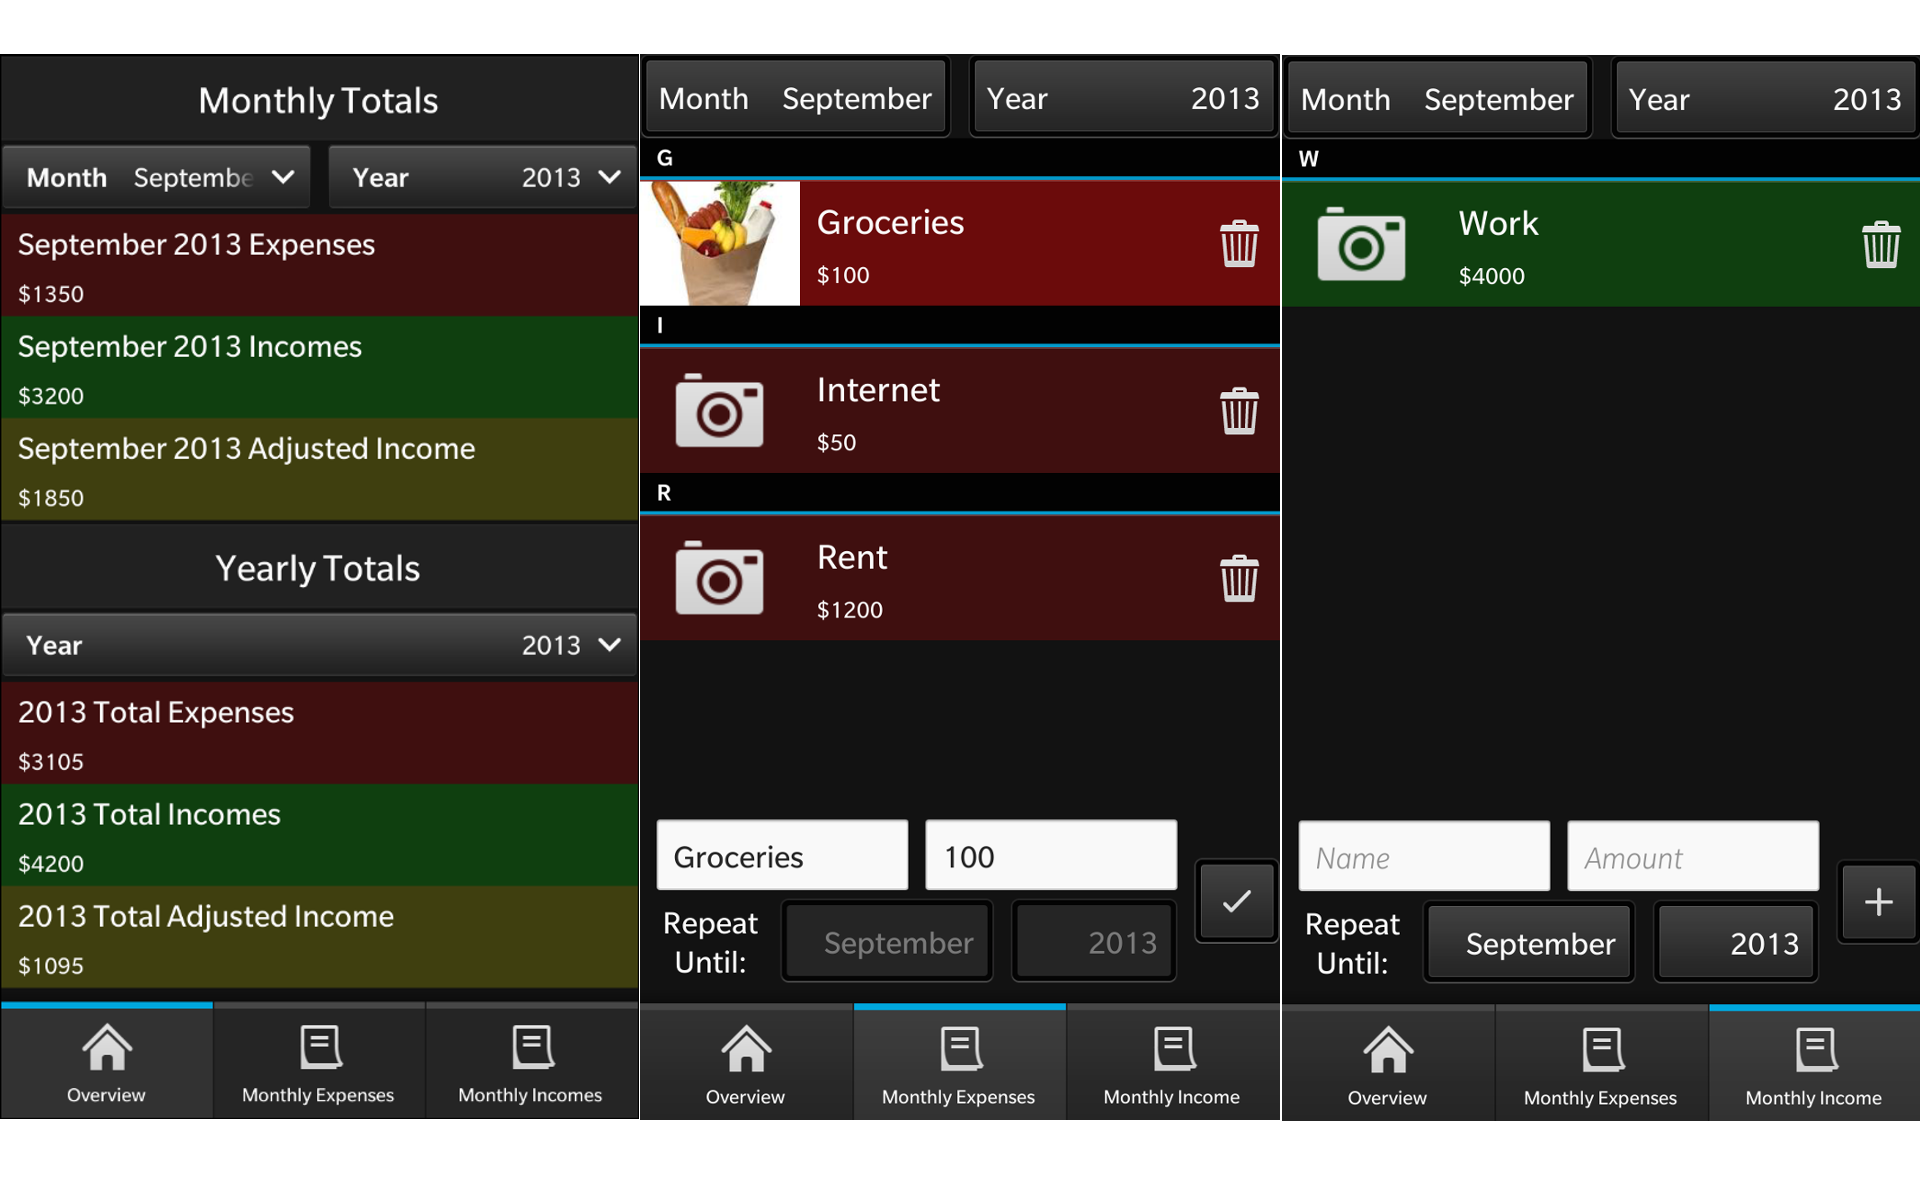 Monthly Totals
Month Septembe Year 2013
September 2013 Expenses
$1350
September 2013 Incomes
$3200
September 2013 Adjusted Income
$1850
Yearly Totals
Year 2013
2013 Total Expenses
$3105
2013 Total Incomes
$4200
2013 Total Adjusted Income
$1095
Overview Monthly Expenses Monthly Incomes
Month September Year 2013
G
Groceries
$100
I
Internet
$50
R
Rent
$1200
Groceries 100
Repeat
Until: September 2013
Overview Monthly Expenses Monthly Income
Month September Year 2013
W
Work
$4000
Name Amount
Repeat
Until: September 2013
Overview Monthly Expenses Monthly Income